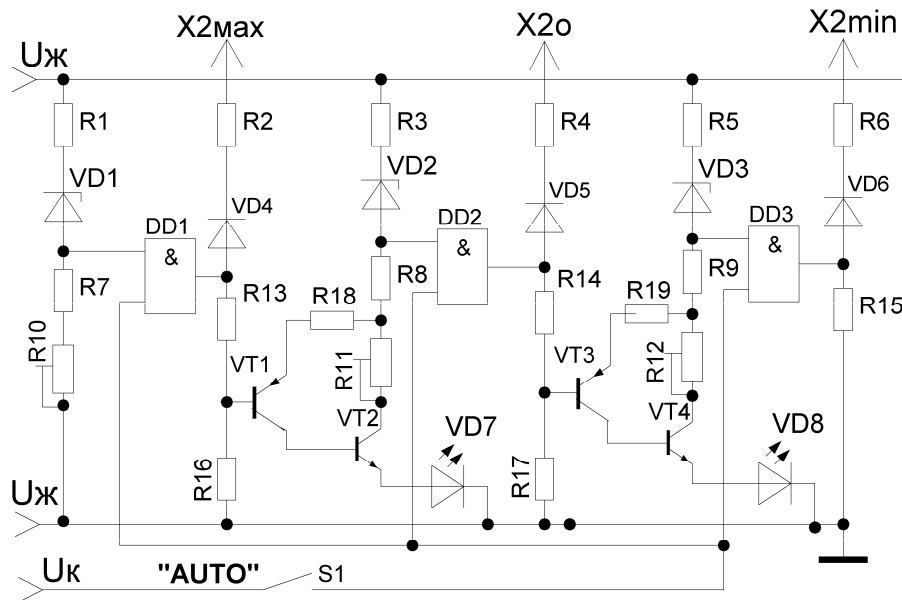 X2мах
X2о
X2min
Uж
R1
R2
R3
R4
R5
R6
VD1
VD2
VD3
VD4
VD5
VD6
DD1
&
DD2
&
DD3
&
R7
R8
R9
R13
R14
R15
R18
R19
R10
R11
R12
VT1
VT2
VT3
VT4
VD7
VD8
R16
R17
Uж
Uк
"AUTO"
S1